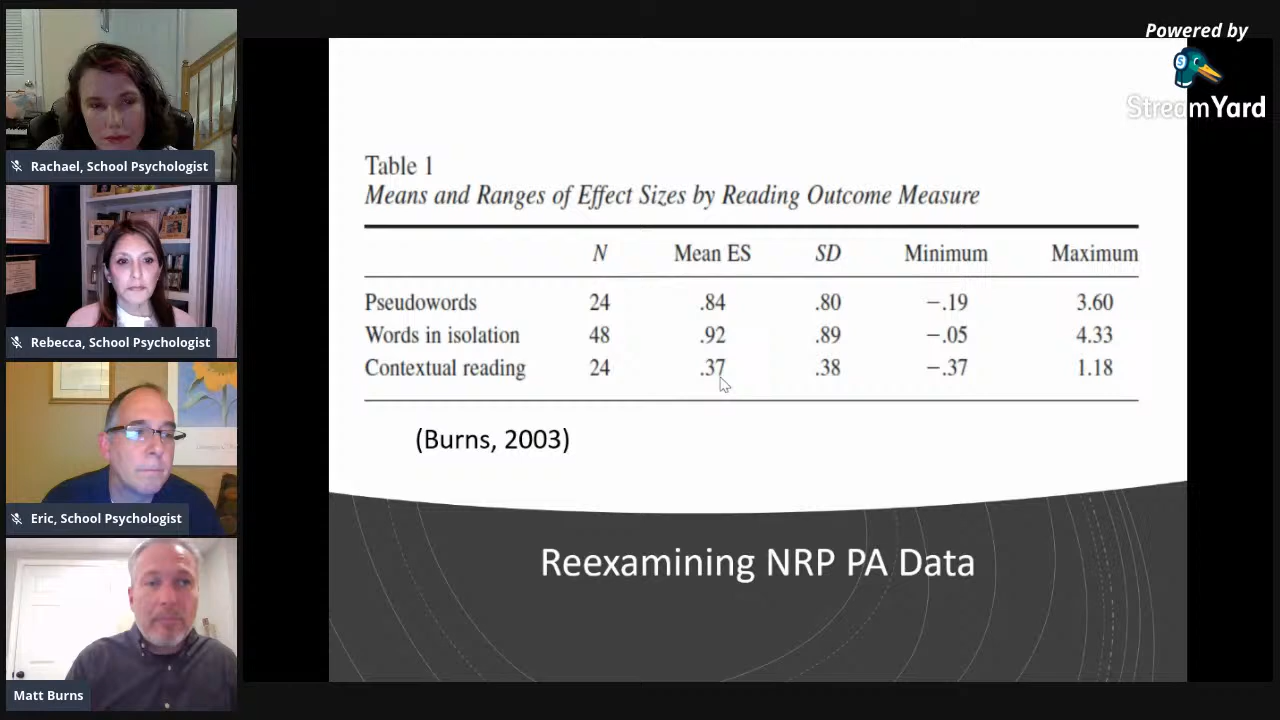 Powered by
StreamYard
Rachael, School Psychologist
Rebecca, School Psychologist
Eric, School Psychologist
Matt Burns
Table 1
Means and Ranges of Effect Sizes by Reading Outcome Measure
N Mean ES SD Minimum Maximum
Pseudowords 24 .84 .80 −.19 3.60
Words in isolation 48 .92 .89 −.05 4.33
Contextual reading 24 .37 .38 −.37 1.18
(Burns, 2003)
Reexamining NRP PA Data